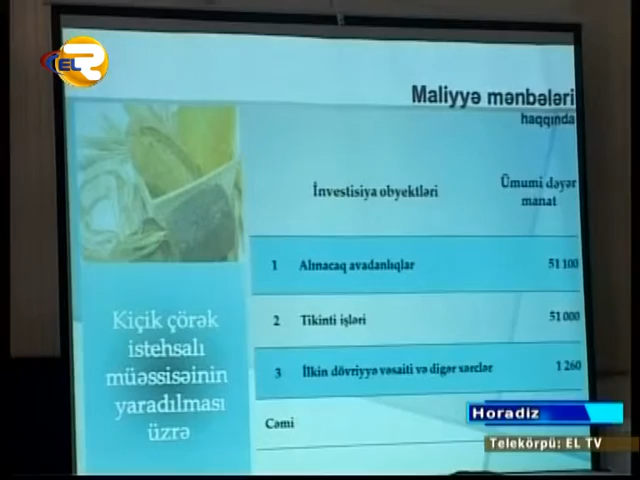 EL R
Maliyyə mənbələri
haqqında
İnvestisiya obyektləri
Ümumi dəyər
manat
1 Alınacaq avadanlıqlar 51 100
2 Tikinti işləri 51 000
3 İlkin dövriyyə vəsaiti və digər xərclər 1 260
Cəmi
Kiçik çörək
istehsalı
müəssisəinin
yaradılması
üzrə
Horadiz
Telekörpü: EL TV